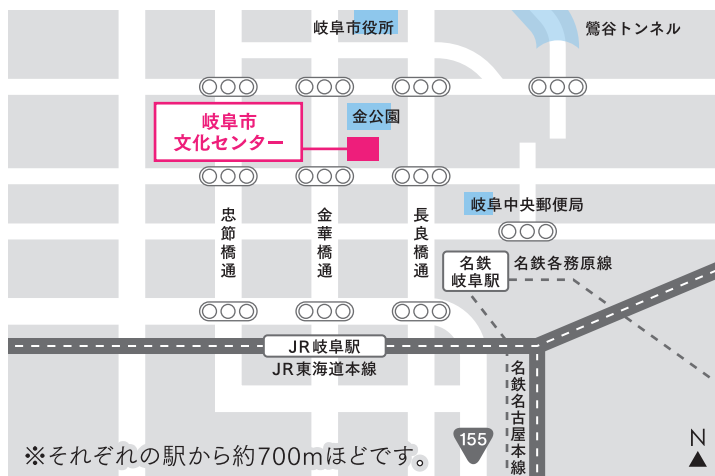 岐阜市役所
鶯谷トンネル
金公園
岐阜市
文化センター
岐阜中央郵便局
忠節橋通
金華橋通
長良橋通
名鉄
岐阜駅
名鉄各務原線
JR岐阜駅
JR東海道本線
名鉄名古屋本線
155
※それぞれの駅から約700mほどです。
N